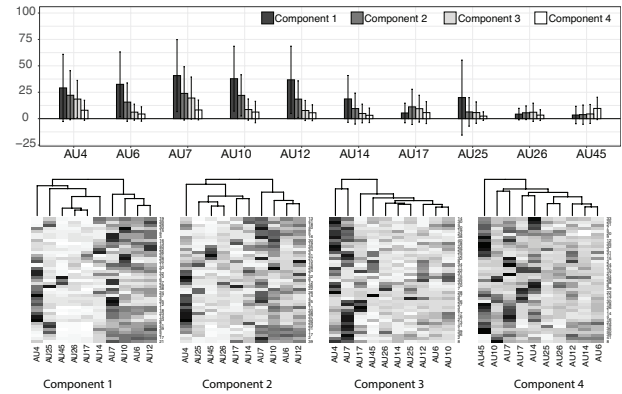 100
Component 1 Component 2 Component 3 Component 4
75
50
25
0
−25
AU4 AU6 AU7 AU10 AU12 AU14 AU17 AU25 AU26 AU45
AU4 AU25 AU45 AU26 AU17 AU14 AU7 AU10 AU6 AU12
AU4 AU25 AU45 AU26 AU17 AU14 AU7 AU10 AU6 AU12
AU4 AU7 AU17 AU45 AU26 AU14 AU25 AU12 AU6 AU10
AU45 AU10 AU7 AU17 AU4 AU25 AU26 AU12 AU14 AU6
Component 1 Component 2 Component 3 Component 4